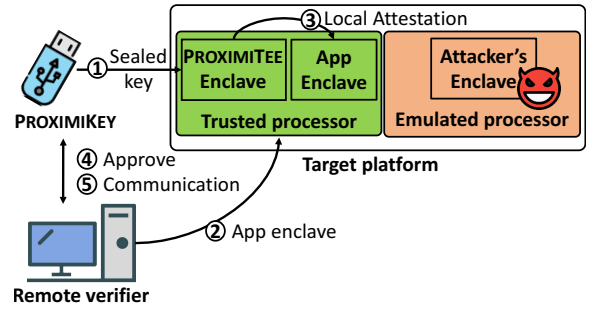 ③ Local Attestation
① Sealed
key
PROXIMITEE
Enclave
App
Enclave
Attacker's
Enclave
PROXIMIKEY
Trusted processor
Emulated processor
Target platform
④ Approve
⑤ Communication
② App enclave
Remote verifier